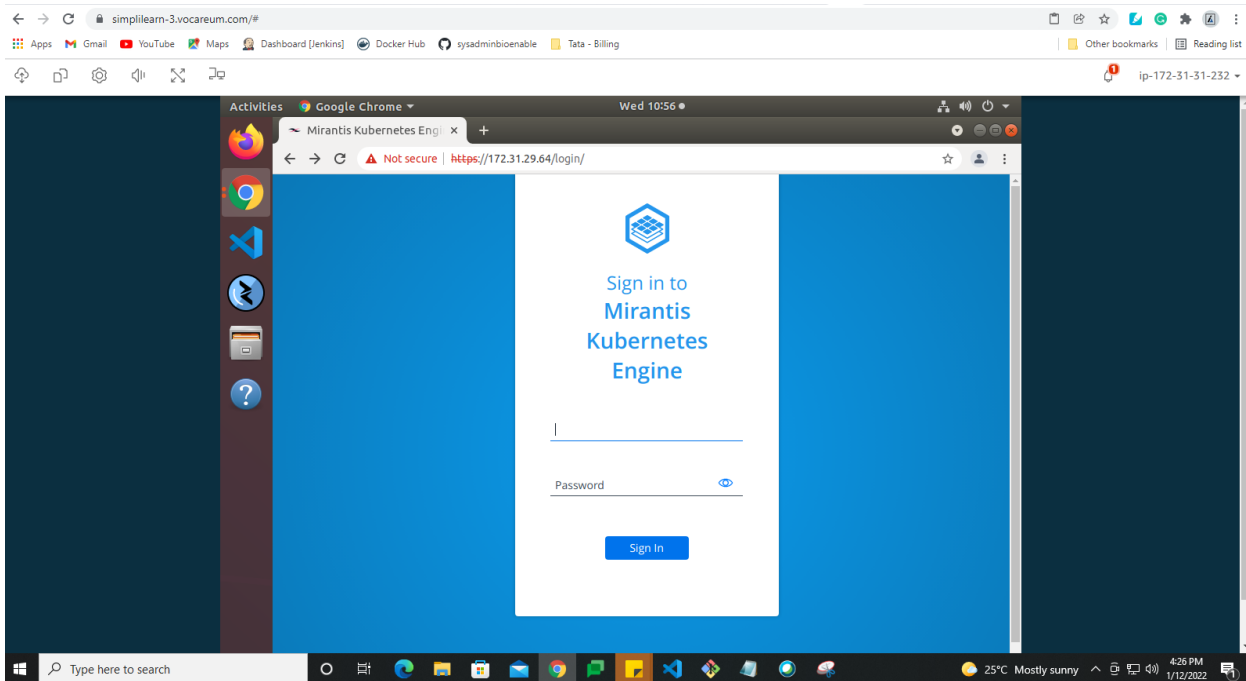 simplilearn-3.vocareum.com/#
Apps Gmail YouTube Maps Dashboard [Jenkins] Docker Hub sysadminbioenable Tata - Billing Other bookmarks Reading list
1
ip-172-31-31-232
Activities Google Chrome Wed 10:56
Mirantis Kubernetes Engi
Not secure https://172.31.29.64/login/
Sign in to
Mirantis
Kubernetes
Engine
Password
Sign In
Type here to search
25°C Mostly sunny
4:26 PM
1/12/2022
1